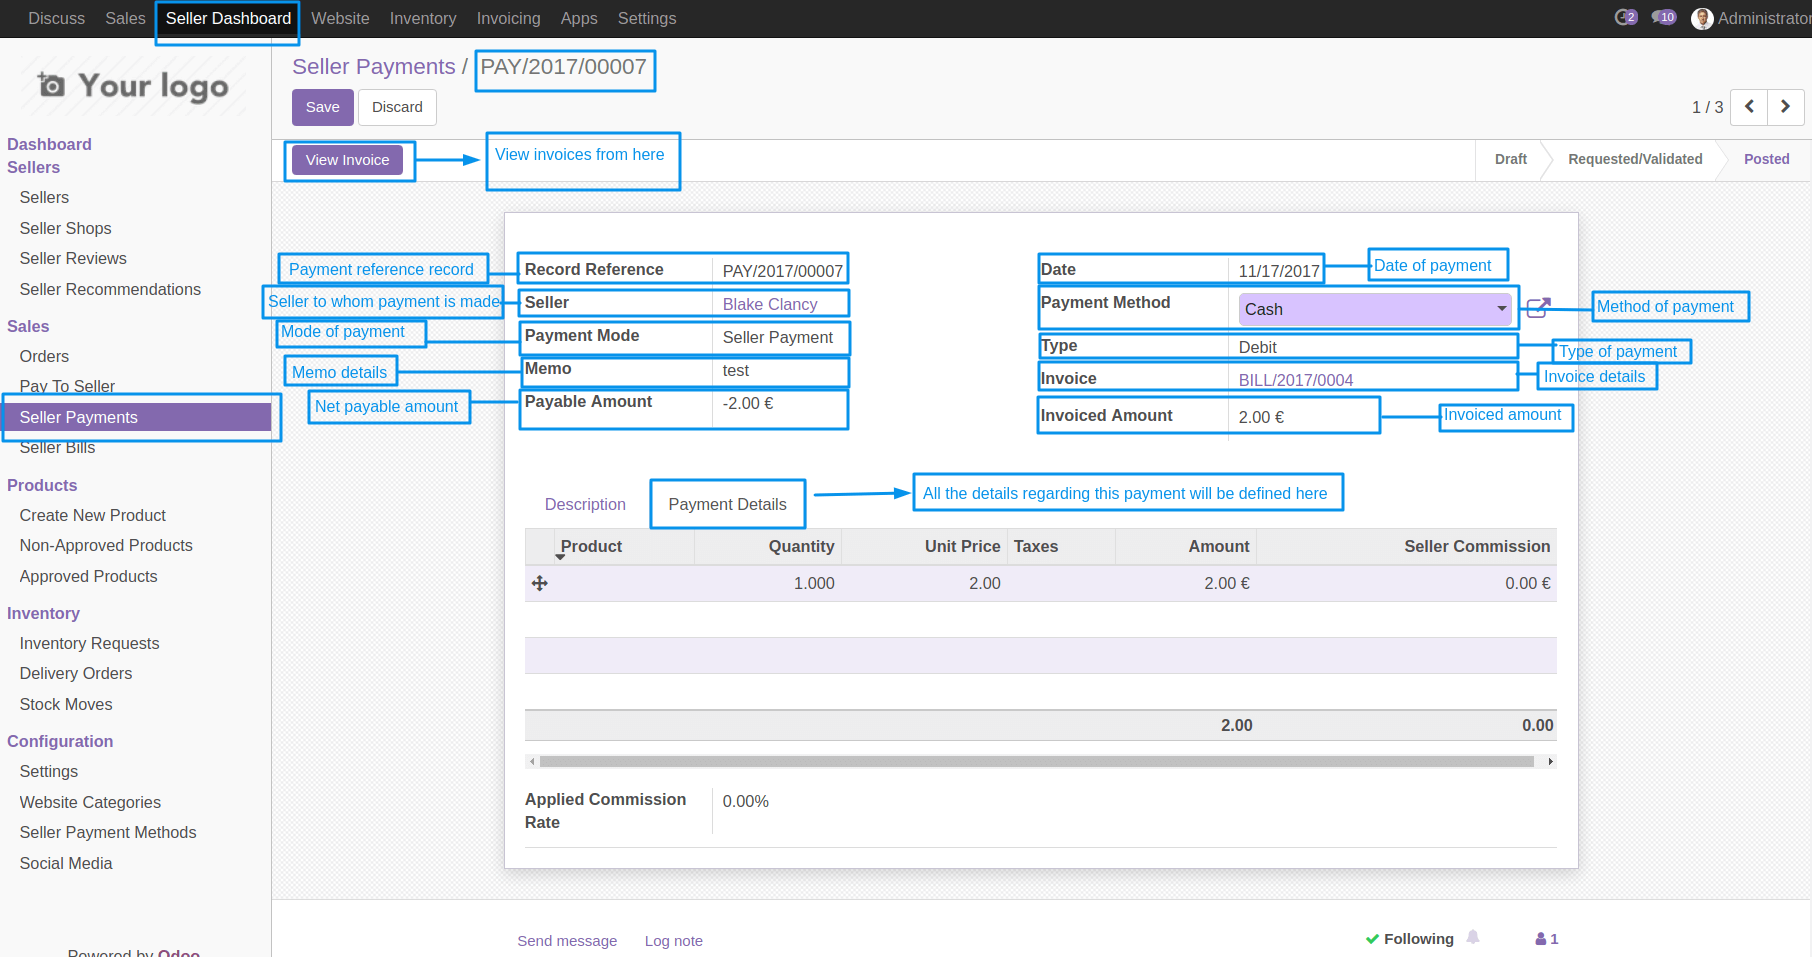 Discuss Sales Seller Dashboard Website Inventory Invoicing Apps Settings 2 10 Administrator
Your logo
Seller Payments / PAY/2017/00007
Save Discard
1 / 3
View Invoice
View invoices from here
Draft Requested/Validated Posted
Dashboard
Sellers
Sellers
Seller Shops
Seller Reviews
Seller Recommendations
Sales
Orders
Pay To Seller
Seller Payments
Seller Bills
Products
Create New Product
Non-Approved Products
Approved Products
Inventory
Inventory Requests
Delivery Orders
Stock Moves
Configuration
Settings
Website Categories
Seller Payment Methods
Social Media
Powered by Odoo
Payment reference record
Record Reference PAY/2017/00007
Seller to whom payment is made
Seller Blake Clancy
Mode of payment
Payment Mode Seller Payment
Memo details
Memo test
Net payable amount
Payable Amount -2.00 €
Date 11/17/2017
Date of payment
Payment Method Cash
Method of payment
Type Debit
Type of payment
Invoice BILL/2017/0004
Invoice details
Invoiced Amount 2.00 €
Invoiced amount
Description Payment Details
All the details regarding this payment will be defined here
Product Quantity Unit Price Taxes Amount Seller Commission
1.000 2.00 2.00 € 0.00 €
2.00 0.00
Applied Commission
Rate
0.00%
Send message Log note
Following 1